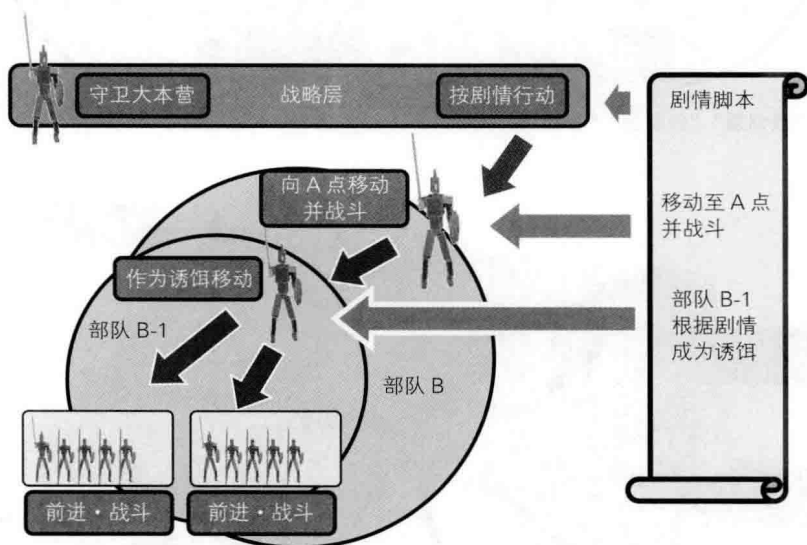 守卫大本营
战略层
按剧情行动
剧情脚本
向 A 点移动
并战斗
移动至 A 点
并战斗
作为诱饵移动
部队 B-1
部队 B-1
根据剧情
成为诱饵
部队 B
前进·战斗
前进·战斗